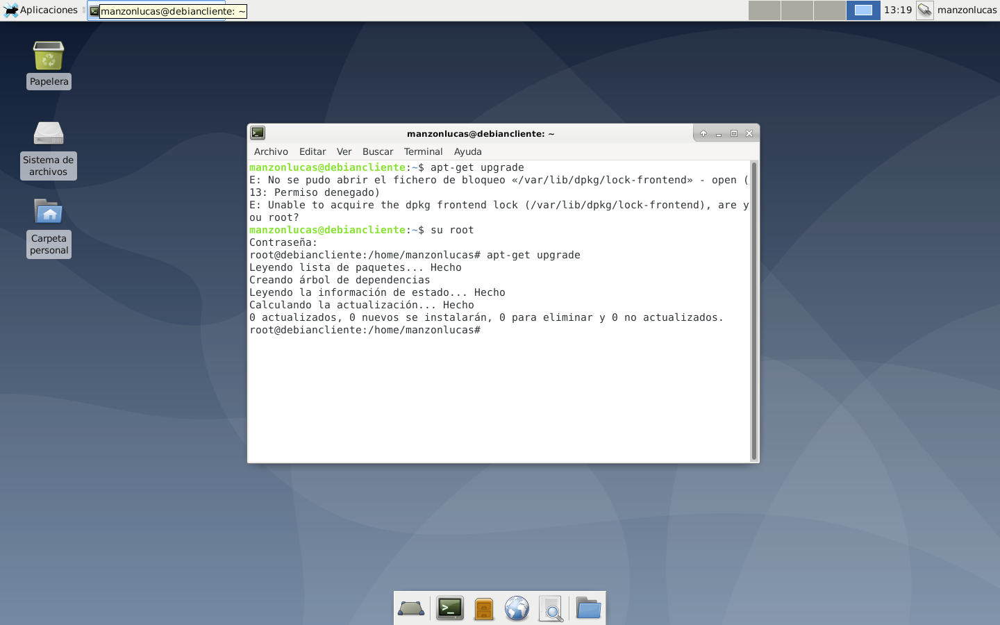 Aplicaciones
manzonlucas@debiancliente: ~
13:19
manzonlucas
Papelera
Sistema de
archivos
Carpeta
personal
manzonlucas@debiancliente: ~
Archivo Editar Ver Buscar Terminal Ayuda
manzonlucas@debiancliente:~$ apt-get upgrade
E: No se pudo abrir el fichero de bloqueo «/var/lib/dpkg/lock-frontend» - open (
13: Permiso denegado)
E: Unable to acquire the dpkg frontend lock (/var/lib/dpkg/lock-frontend), are y
ou root?
manzonlucas@debiancliente:~$ su root
Contraseña:
root@debiancliente:/home/manzonlucas# apt-get upgrade
Leyendo lista de paquetes... Hecho
Creando árbol de dependencias
Leyendo la información de estado... Hecho
Calculando la actualización... Hecho
0 actualizados, 0 nuevos se instalarán, 0 para eliminar y 0 no actualizados.
root@debiancliente:/home/manzonlucas#